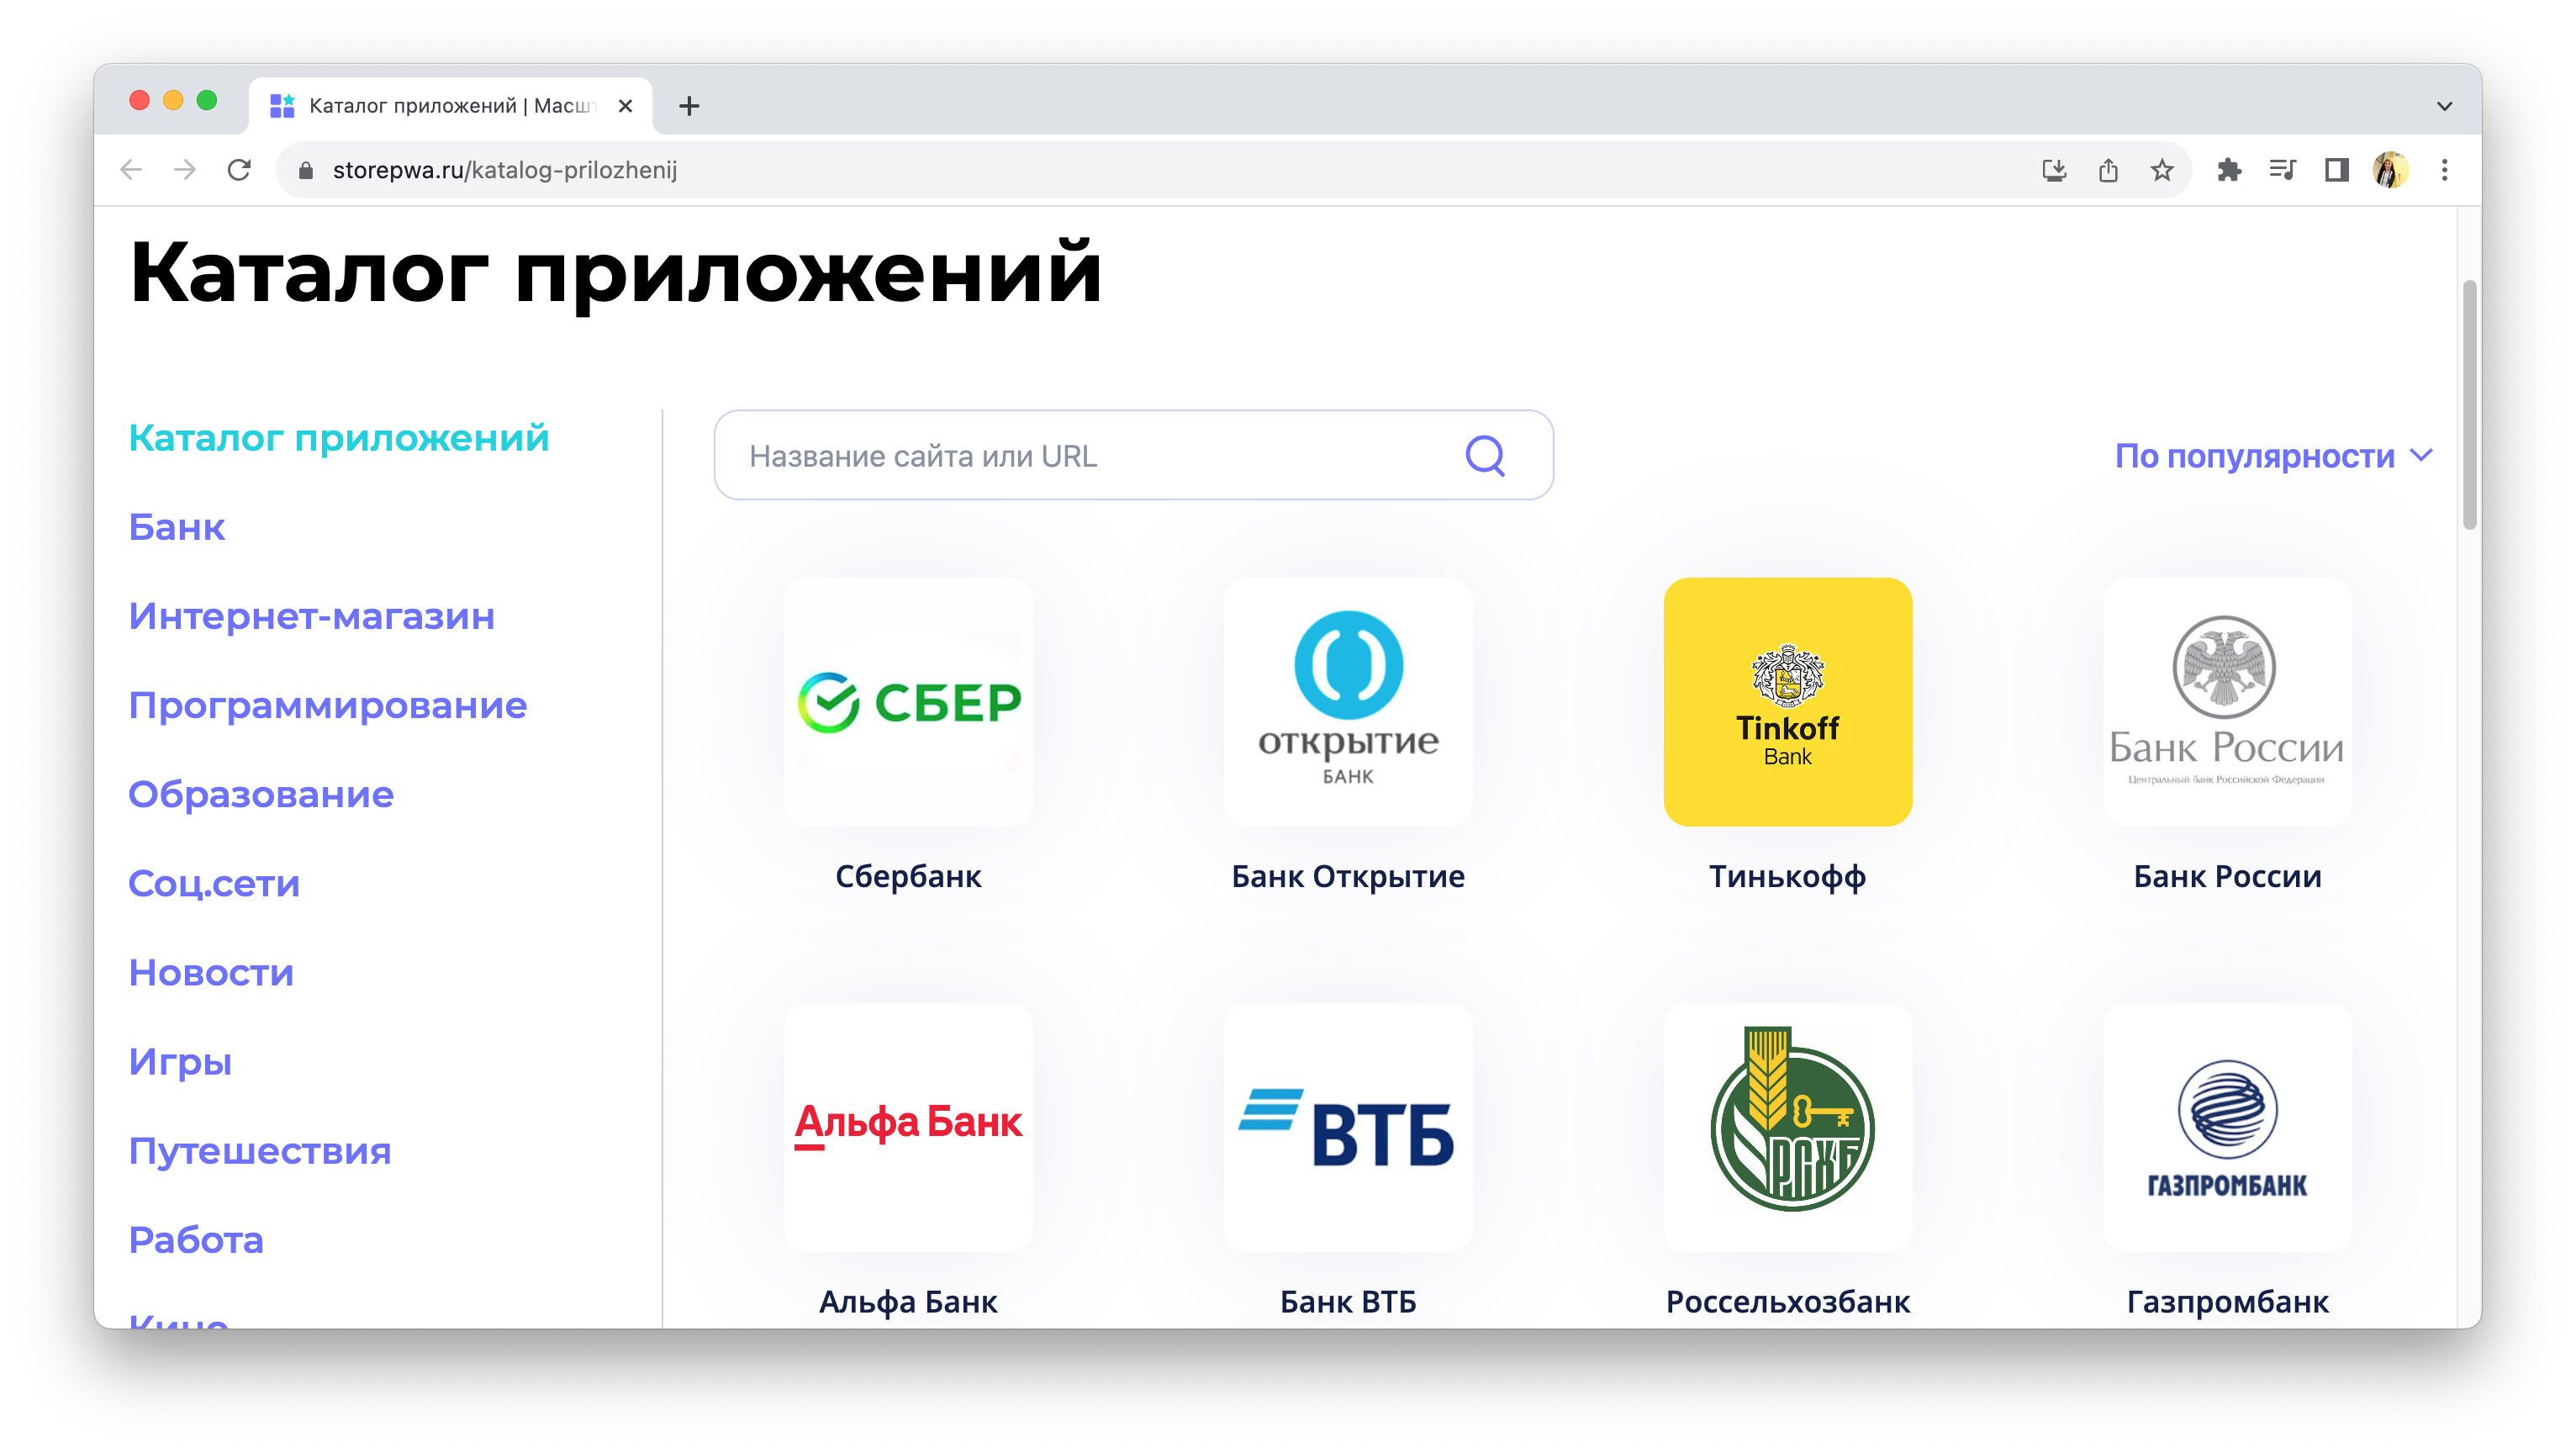 Каталог приложений | Масшт
storepwa.ru/katalog-prilozhenij
Каталог приложений
Каталог приложений
Банк
Интернет-магазин
Программирование
Образование
Соц.сети
Новости
Игры
Путешествия
Работа
Кино
Название сайта или URL
По популярности
СБЕР
открытие
БАНК
Tinkoff
Bank
Банк России
Центральный банк Российской Федерации
Сбербанк
Банк Открытие
Тинькофф
Банк России
Альфа Банк
ВТБ
РСХБ
ГАЗПРОМБАНК
Альфа Банк
Банк ВТБ
Россельхозбанк
Газпромбанк